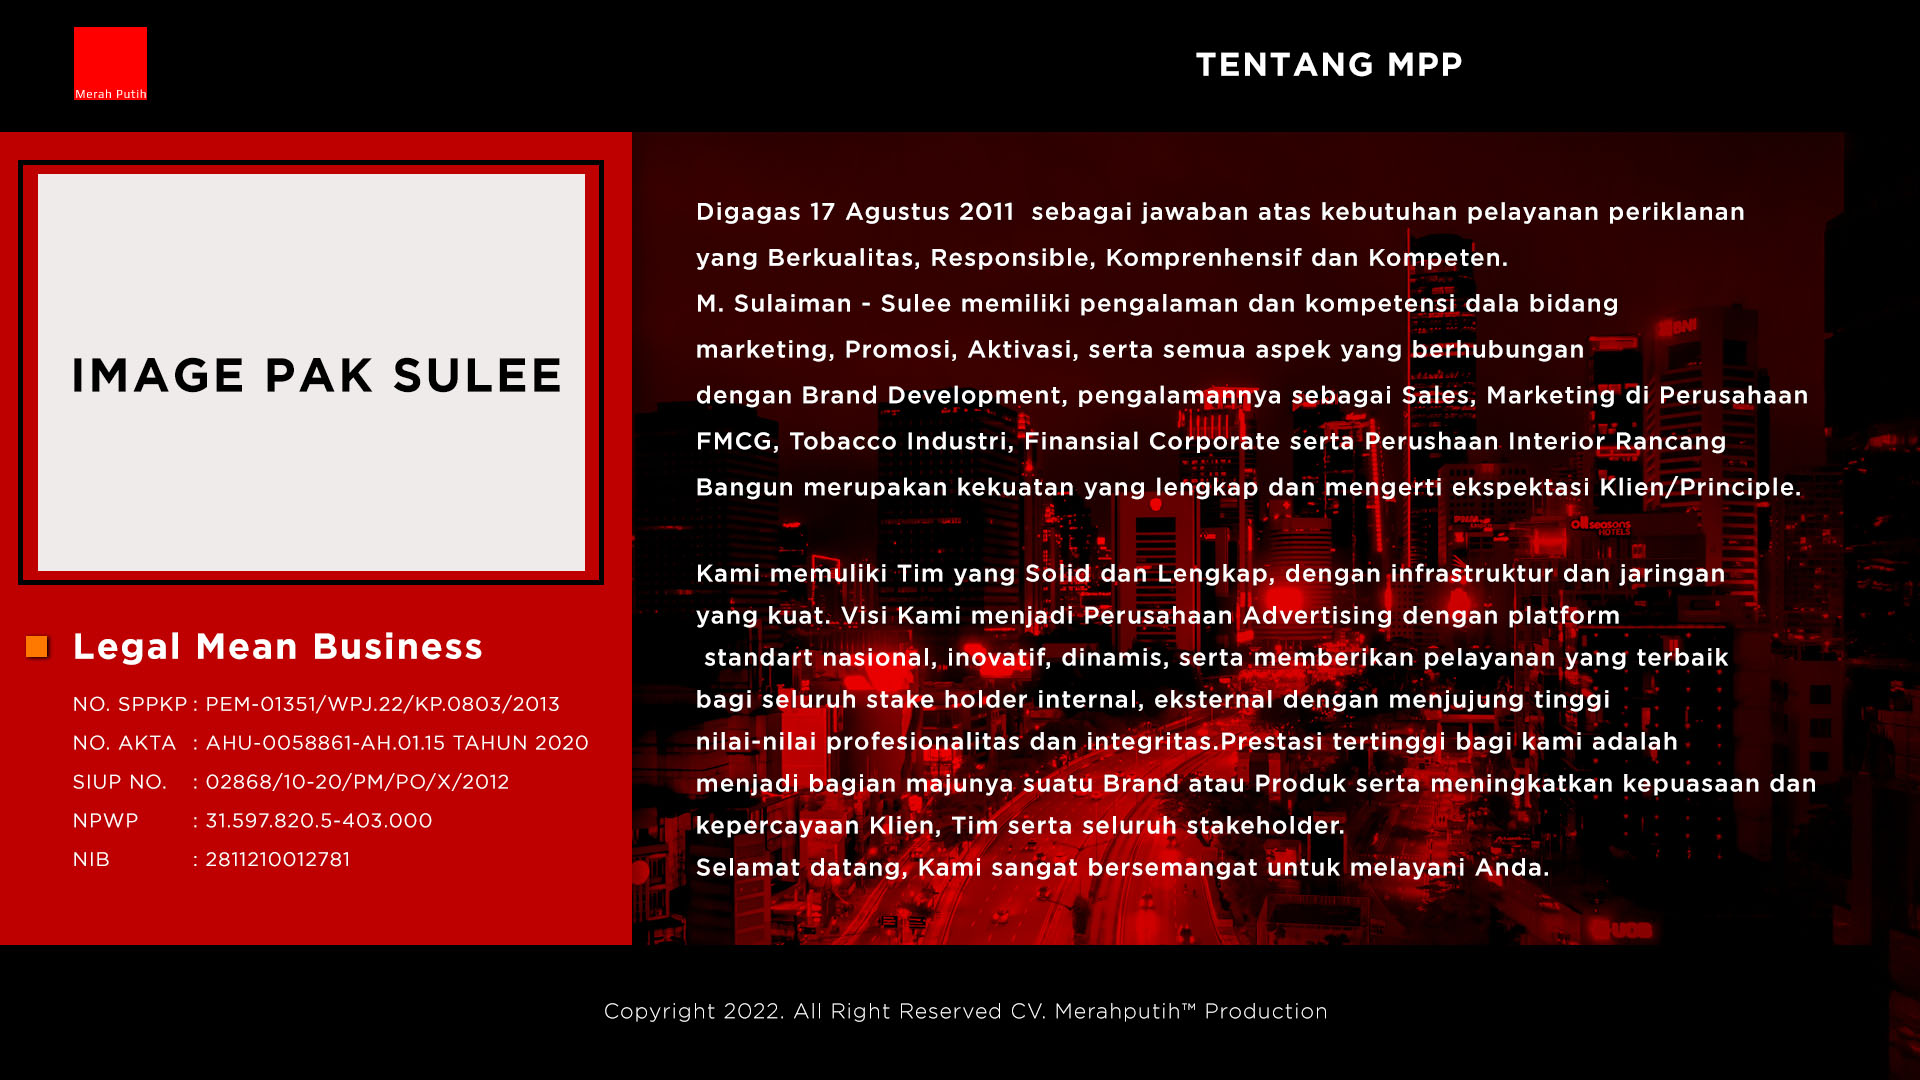 Merah Putih
TENTANG MPP
IMAGE PAK SULEE
Legal Mean Business
NO. SPPKP : PEM-01351/WPJ.22/KP.0803/2013
NO. AKTA : AHU-0058861-AH.01.15 TAHUN 2020
SIUP NO. : 02868/10-20/PM/PO/X/2012
NPWP : 31.597.820.5-403.000
NIB : 2811210012781
Digagas 17 Agustus 2011 sebagai jawaban atas kebutuhan pelayanan periklanan
yang Berkualitas, Responsible, Komprenhensif dan Kompeten.
M. Sulaiman - Sulee memiliki pengalaman dan kompetensi dala bidang
marketing, Promosi, Aktivasi, serta semua aspek yang berhubungan
dengan Brand Development, pengalamannya sebagai Sales, Marketing di Perusahaan
FMCG, Tobacco Industri, Finansial Corporate serta Perushaan Interior Rancang
Bangun merupakan kekuatan yang lengkap dan mengerti ekspektasi Klien/Principle.
Kami memuliki Tim yang Solid dan Lengkap, dengan infrastruktur dan jaringan
yang kuat. Visi Kami menjadi Perusahaan Advertising dengan platform
standart nasional, inovatif, dinamis, serta memberikan pelayanan yang terbaik
bagi seluruh stake holder internal, eksternal dengan menjujung tinggi
nilai-nilai profesionalitas dan integritas.Prestasi tertinggi bagi kami adalah
menjadi bagian majunya suatu Brand atau Produk serta meningkatkan kepuasaan dan
kepercayaan Klien, Tim serta seluruh stakeholder.
Selamat datang, Kami sangat bersemangat untuk melayani Anda.
BNI
all seasons
HOTELS
UOB
Copyright 2022. All Right Reserved CV. Merahputih™ Production